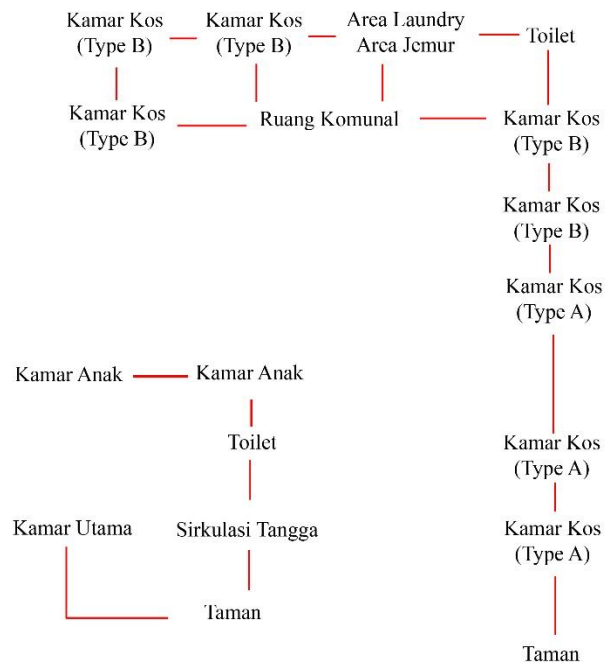 Kamar Kos
(Type B)
Kamar Kos
(Type B)
Area Laundry
Area Jemur
Toilet
Kamar Kos
(Type B)
Ruang Komunal
Kamar Kos
(Type B)
Kamar Kos
(Type B)
Kamar Kos
(Type A)
Kamar Anak
Kamar Anak
Toilet
Kamar Kos
(Type A)
Kamar Utama
Sirkulasi Tangga
Kamar Kos
(Type A)
Taman
Taman